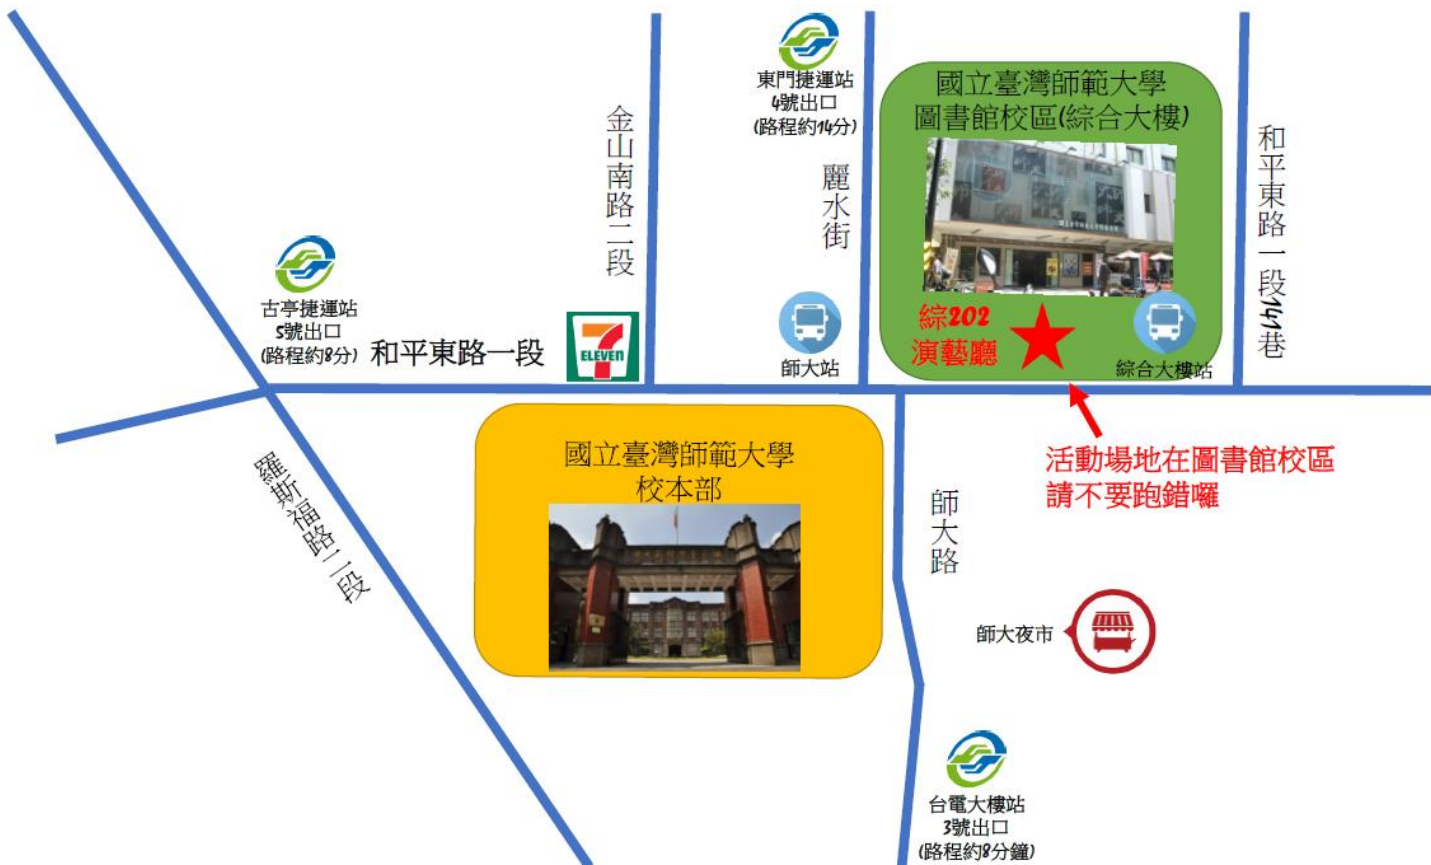 東門捷運站
4號出口
(路程約14分)
國立臺灣師範大學
圖書館校區(綜合大樓)
金山南路二段
麗水街
和平東路一段141巷
古亭捷運站
5號出口
(路程約8分)
和平東路一段
7
ELEVEN
師大站
綜202
演藝廳
綜合大樓站
國立臺灣師範大學
校本部
活動場地在圖書館校區
請不要跑錯囉
羅斯福路二段
師大路
師大夜市
台電大樓站
3號出口
(路程約8分鐘)